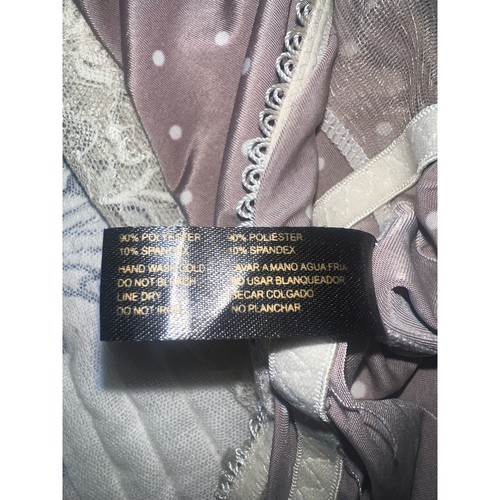 90% POLYESTER
10% SPANDEX
HAND WASH COLD
DO NOT BLEACH
LINE DRY
DO NOT IRON
90% POLIÉSTER
10% SPANDEX
LAVAR A MANO AGUA FRIA
NO USAR BLANQUEADOR
SECAR COLGADO
NO PLANCHAR